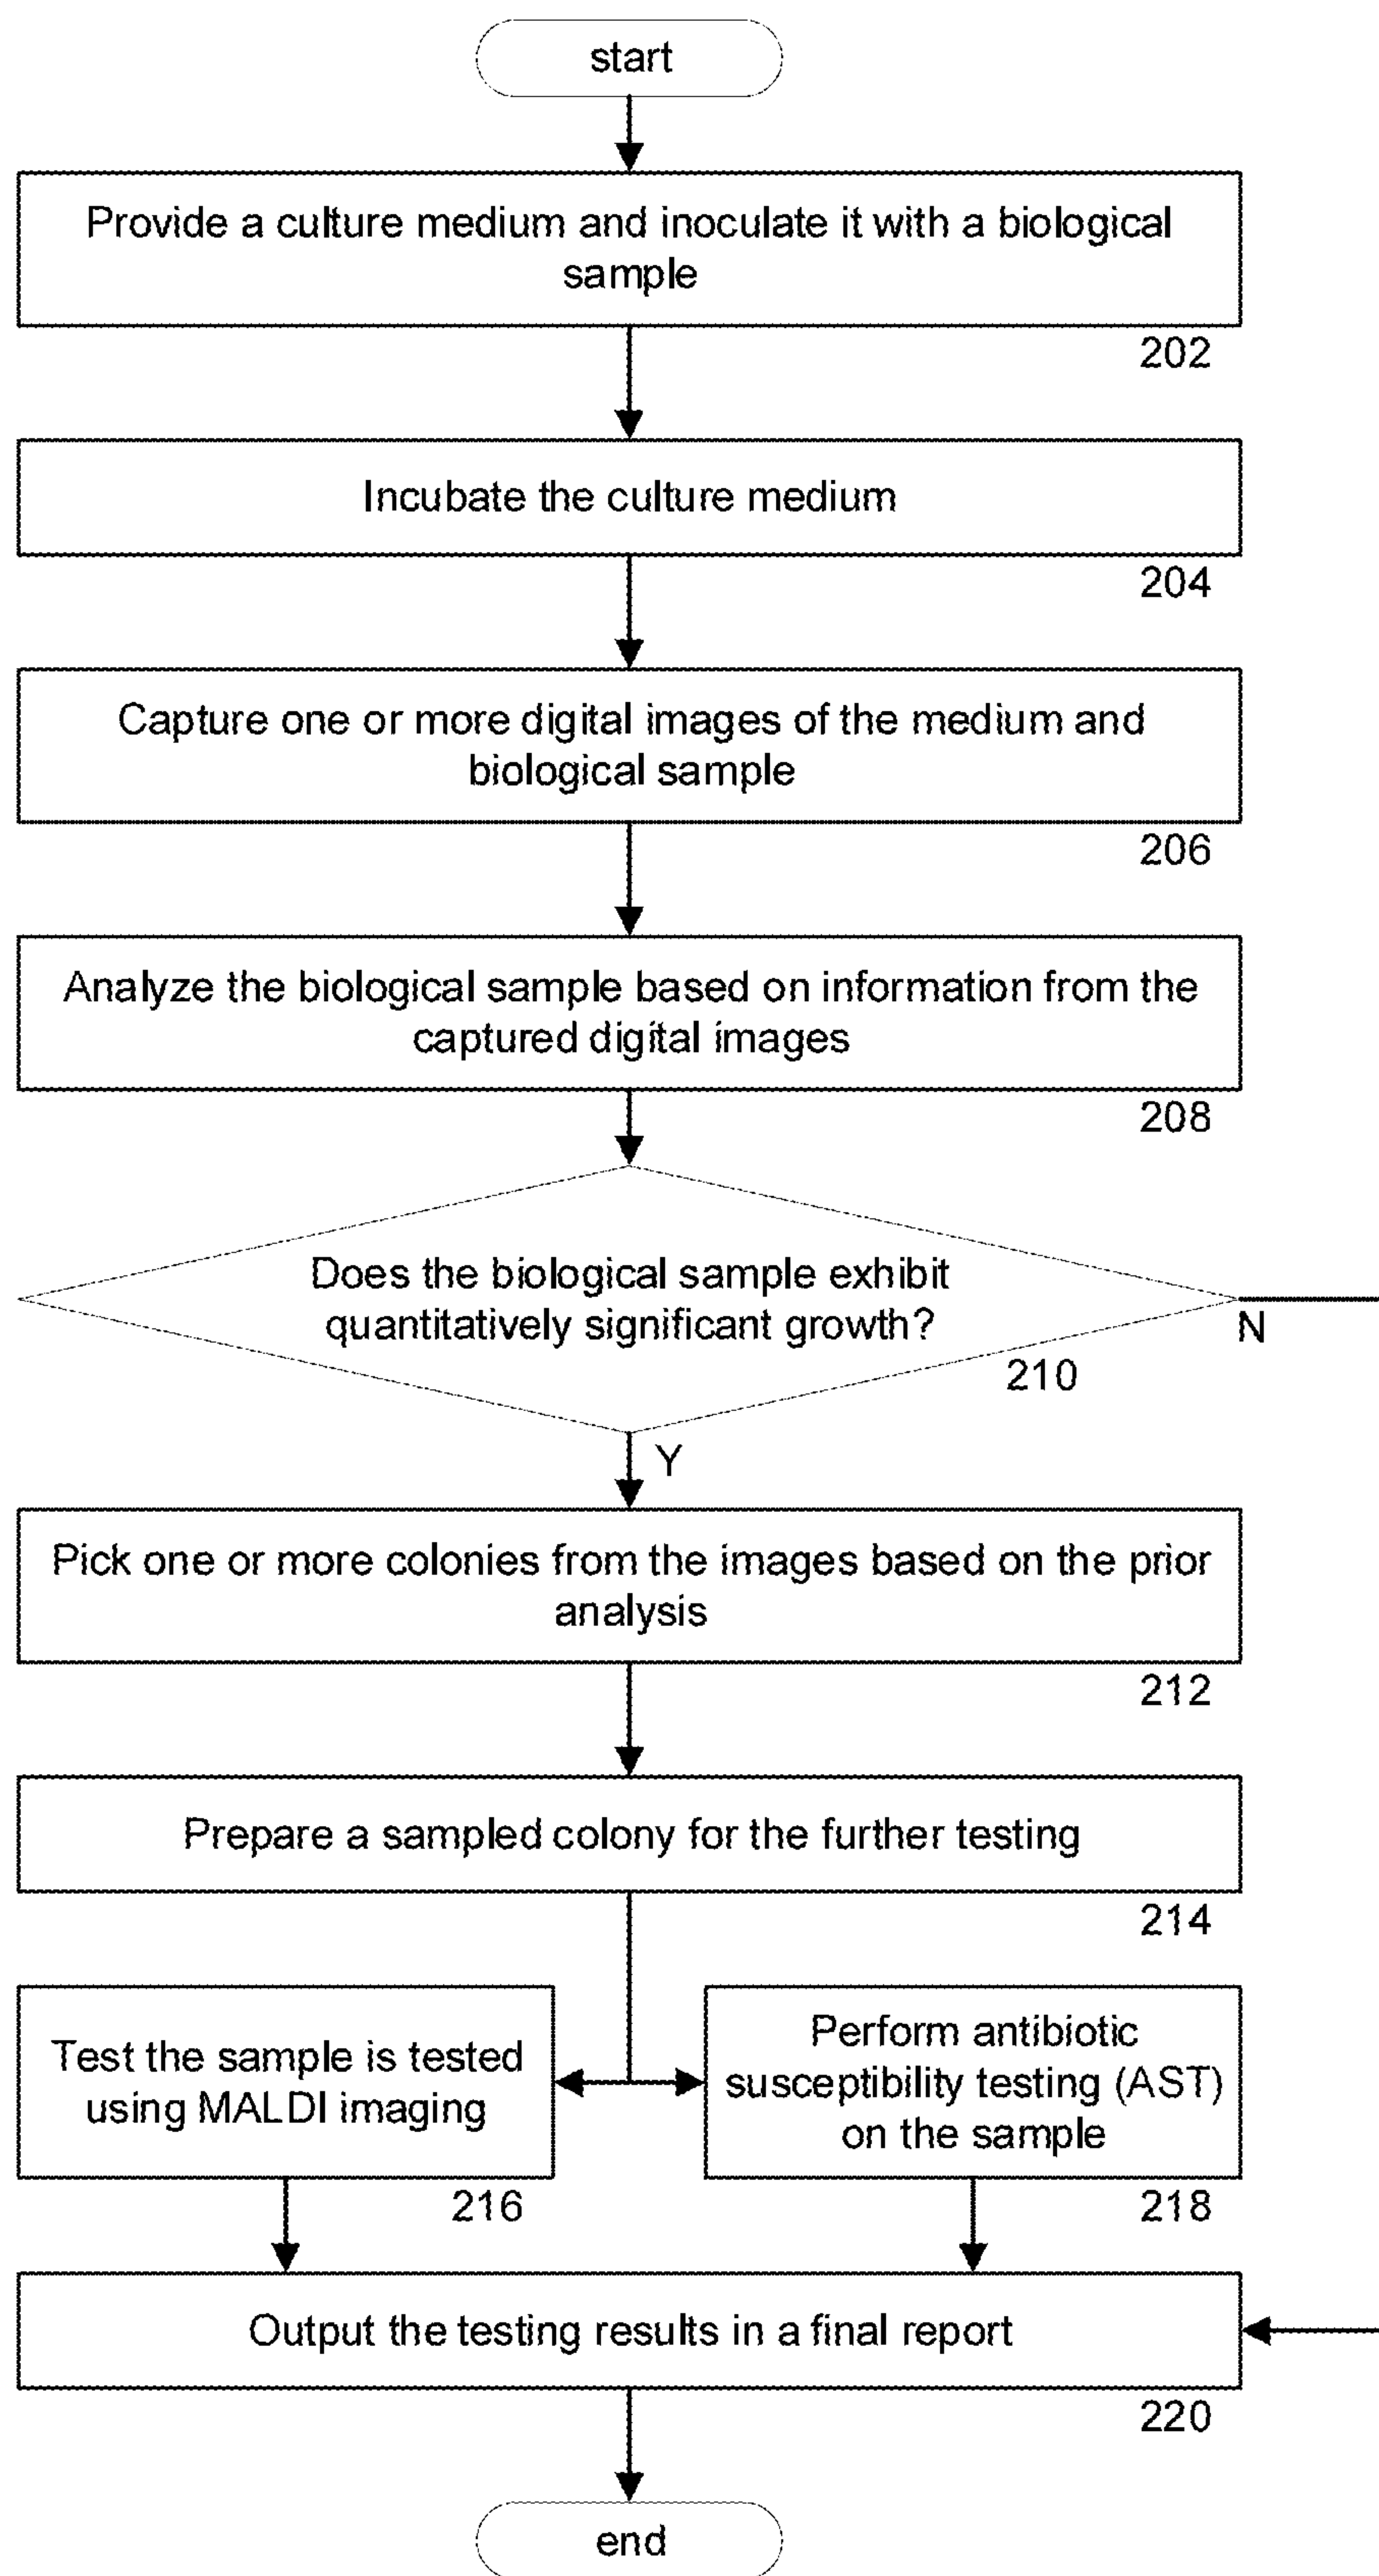 start
Provide a culture medium and inoculate it with a biological
sample
202
Incubate the culture medium
204
Capture one or more digital images of the medium and
biological sample
206
Analyze the biological sample based on information from the
captured digital images
208
Does the biological sample exhibit
quantitatively significant growth?
N
210
Y
Pick one or more colonies from the images based on the prior
analysis
212
Prepare a sampled colony for the further testing
214
Test the sample is tested
using MALDI imaging
216
Perform antibiotic
susceptibility testing (AST)
on the sample
218
Output the testing results in a final report
220
end